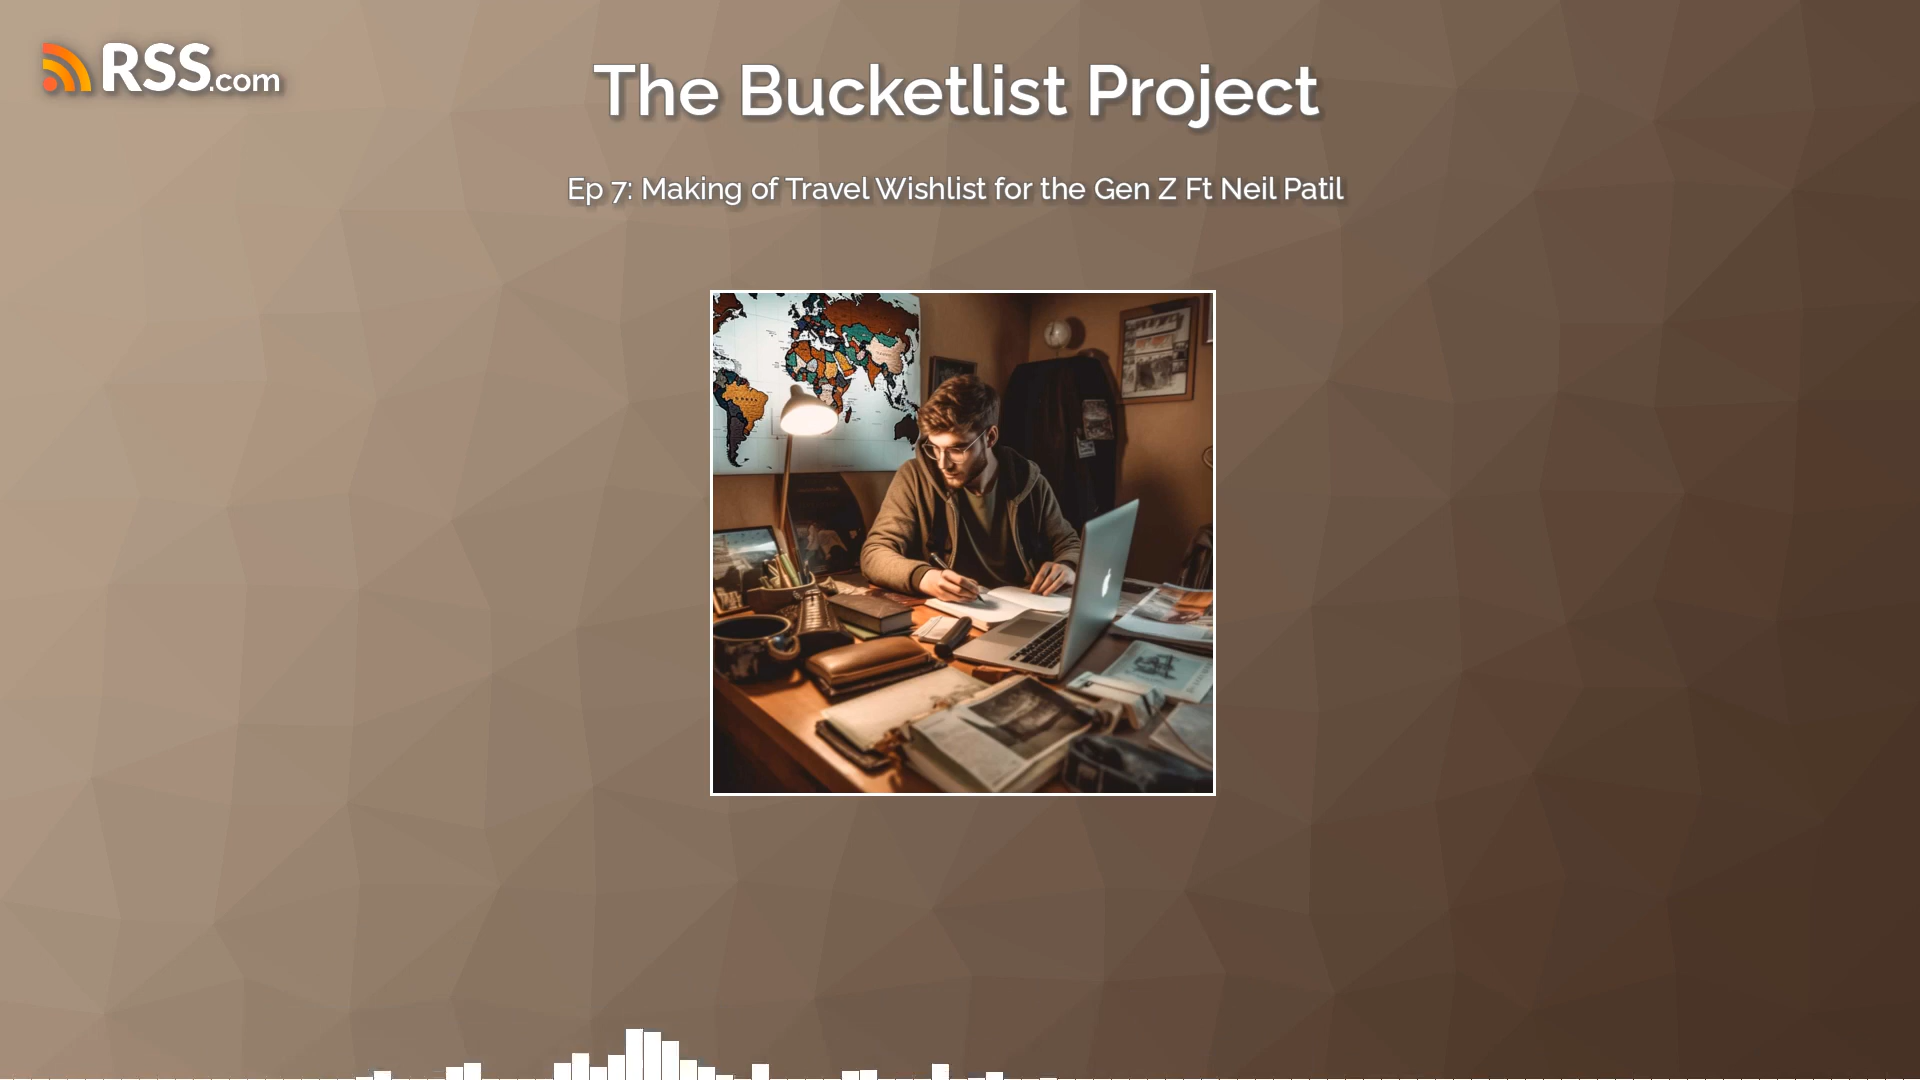 RSS.com
The Bucketlist Project
Ep 7: Making of Travel Wishlist for the Gen Z Ft Neil Patil